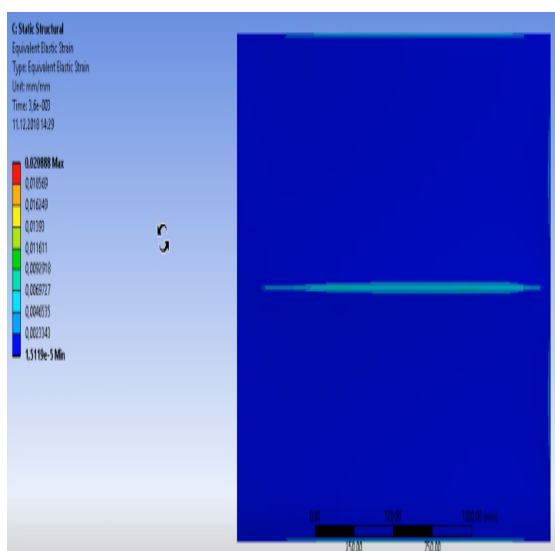 C: Static Structural
Equivalent Elastic Strain
Type: Equivalent Elastic Strain
Unit: mm/mm
Time: 3,6e-003
11.12.2018 14:29
0,020888 Max
0,018569
0,016249
0,01393
0,011611
0,0092918
0,0069727
0,0046535
0,0023343
1,5119e-5 Min
0,00 500,00 1000,00 (mm)
250,00 750,00